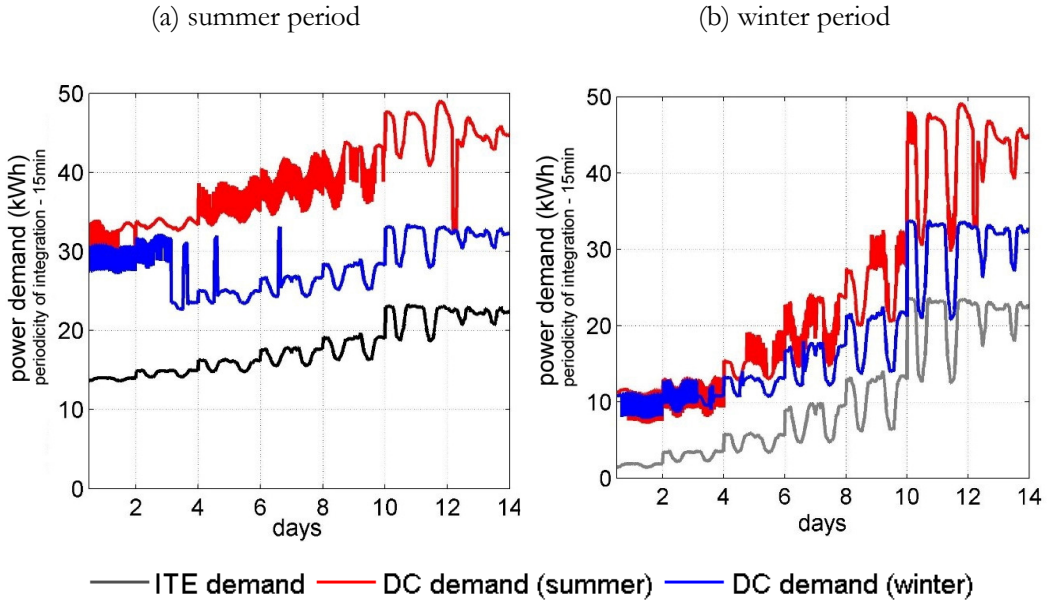 (a) summer period
(b) winter period
50
40
30
20
10
0
power demand (kWh)
periodicity of integration - 15min
2 4 6 8 10 12 14
days
50
40
30
20
10
0
power demand (kWh)
periodicity of integration - 15min
2 4 6 8 10 12 14
days
ITE demand DC demand (summer) DC demand (winter)